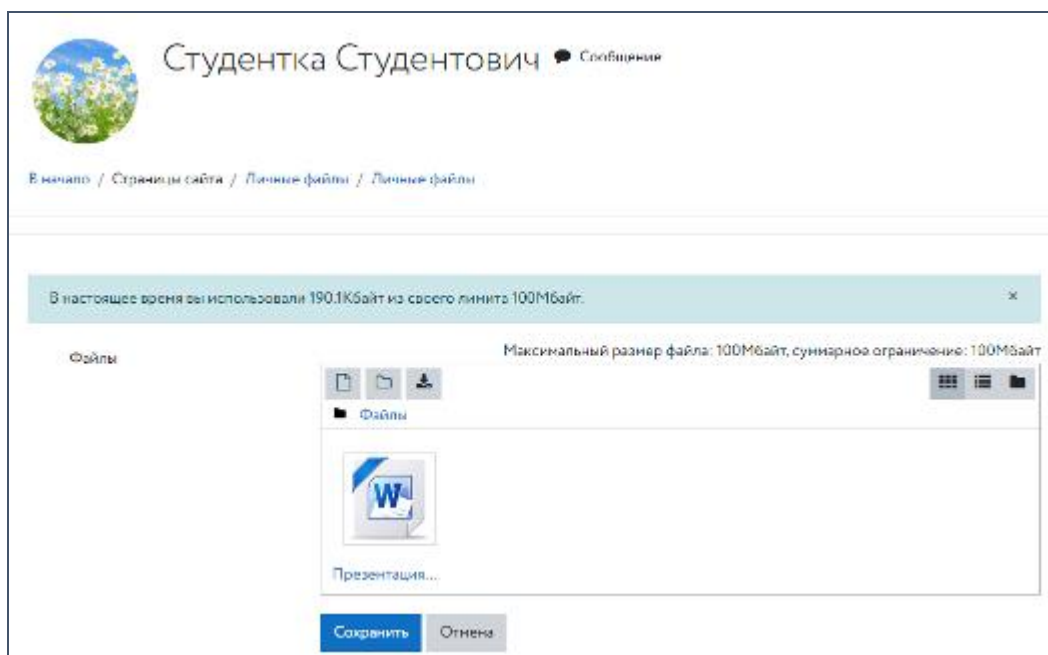 Студентка Студентович Сообщение
В начало / Страницы сайта / Личные файлы / Личные файлы
В настоящее время вы использовали 190.1Кбайт из своего лимита 100Мбайт. ×
Файлы
Максимальный размер файла: 100Мбайт, суммарное ограничение: 100Мбайт
Файлы
W
Презентация...
Сохранить Отмена